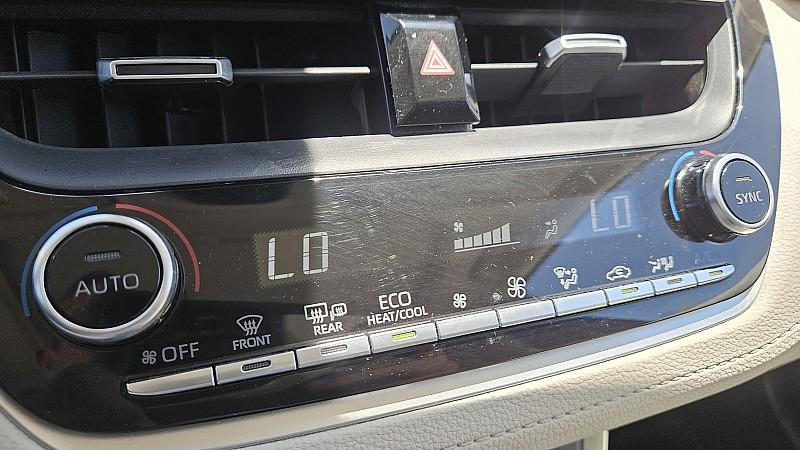 LO
LO
SYNC
AUTO
OFF
FRONT
REAR
ECO
HEAT/COOL
A/C